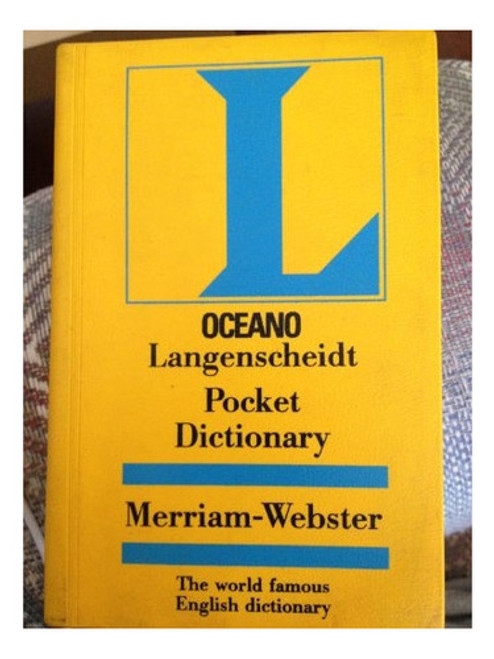 L
OCEANO
Langenscheidt
Pocket
Dictionary
Merriam-Webster
The world famous
English dictionary